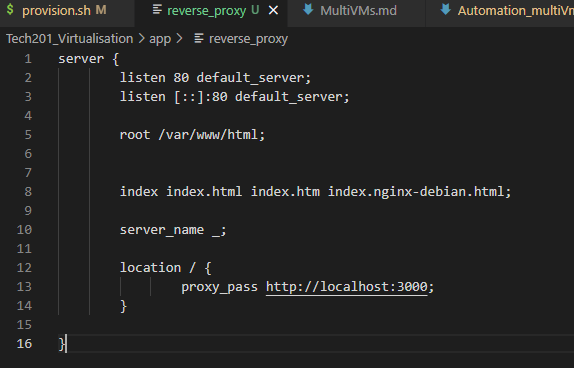 provision.sh M reverse_proxy U MultiVMs.md Automation_multiVm
Tech201_Virtualisation > app > reverse_proxy
1 server {
2 listen 80 default_server;
3 listen [::]:80 default_server;
4
5 root /var/www/html;
6
7
8 index index.html index.htm index.nginx-debian.html;
9
10 server_name _;
11
12 location / {
13 proxy_pass http://localhost:3000;
14 }
15
16 }